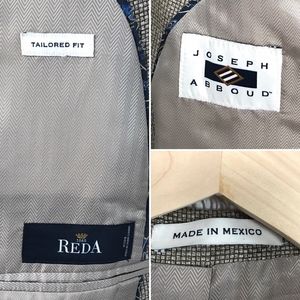 TAILORED FIT
JOSEPH
ABBOUD
REDA
MADE IN MEXICO